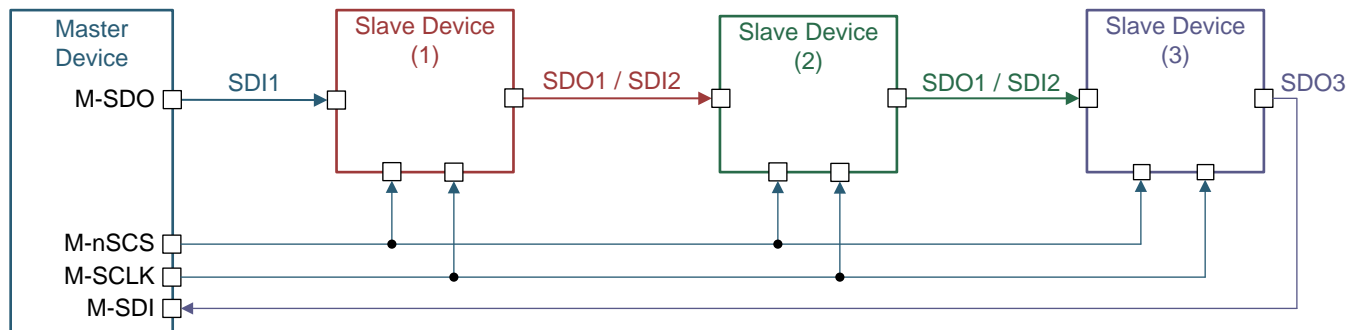 Master
Device
M-SDO
M-nSCS
M-SCLK
M-SDI
SDI1
Slave Device
(1)
SDO1 / SDI2
Slave Device
(2)
SDO1 / SDI2
Slave Device
(3)
SDO3